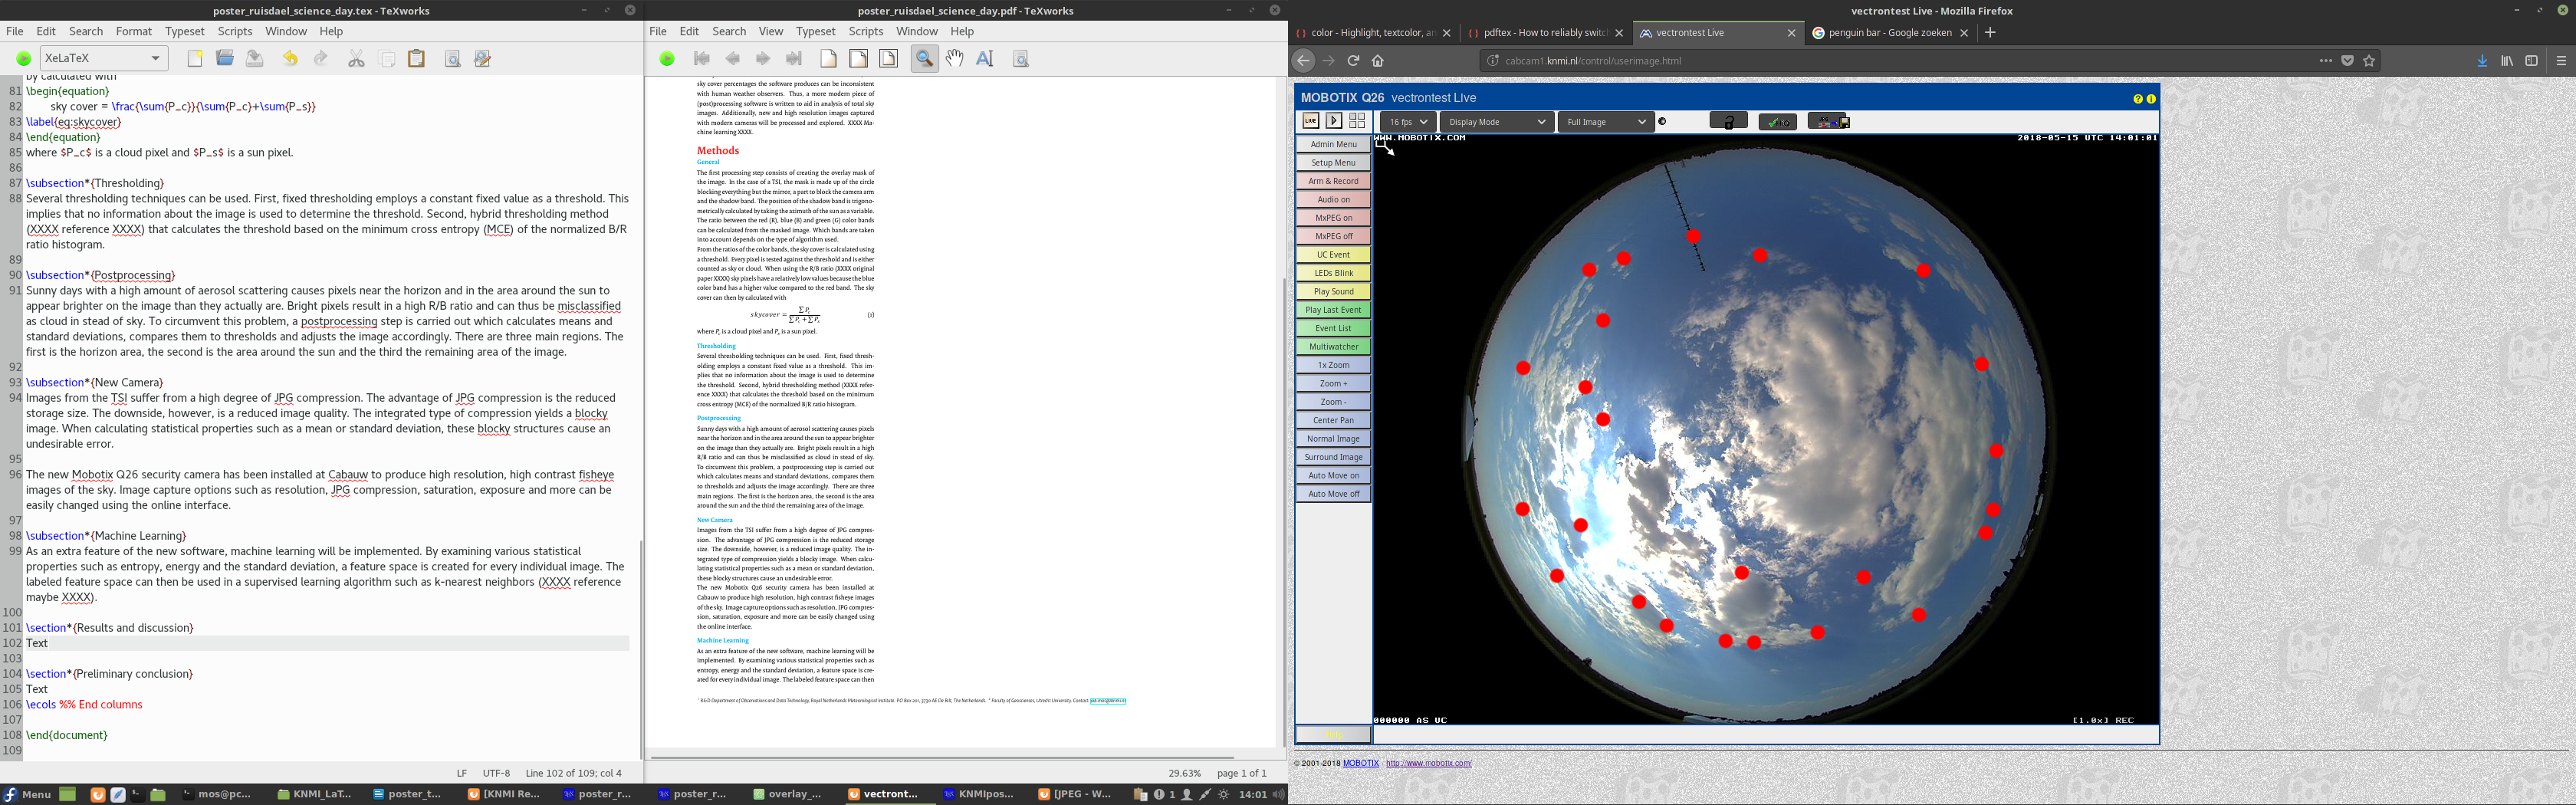 poster_ruisdael_science_day.tex - TeXworks
File Edit Search Format Typeset Scripts Window Help
XeLaTeX
by calculated with
81 \begin{equation}
82 sky cover = \frac{\sum{P_c}}{\sum{P_c}+\sum{P_s}}
83 \label{eq:skycover}
84 \end{equation}
85 where $P_c$ is a cloud pixel and $P_s$ is a sun pixel.
86
87 \subsection*{Thresholding}
88 Several thresholding techniques can be used. First, fixed thresholding employs a constant fixed value as a threshold. This
implies that no information about the image is used to determine the threshold. Second, hybrid thresholding method
(XXXX reference XXXX) that calculates the threshold based on the minimum cross entropy (MCE) of the normalized B/R
ratio histogram.
89
90 \subsection*{Postprocessing}
91 Sunny days with a high amount of aerosol scattering causes pixels near the horizon and in the area around the sun to
appear brighter on the image than they actually are. Bright pixels result in a high R/B ratio and can thus be misclassified
as cloud in stead of sky. To circumvent this problem, a postprocessing step is carried out which calculates means and
standard deviations, compares them to thresholds and adjusts the image accordingly. There are three main regions. The
first is the horizon area, the second is the area around the sun and the third the remaining area of the image.
92
93 \subsection*{New Camera}
94 Images from the TSI suffer from a high degree of JPG compression. The advantage of JPG compression is the reduced
storage size. The downside, however, is a reduced image quality. The integrated type of compression yields a blocky
image. When calculating statistical properties such as a mean or standard deviation, these blocky structures cause an
undesirable error.
95
96 The new Mobotix Q26 security camera has been installed at Cabauw to produce high resolution, high contrast fisheye
images of the sky. Image capture options such as resolution, JPG compression, saturation, exposure and more can be
easily changed using the online interface.
97
98 \subsection*{Machine Learning}
99 As an extra feature of the new software, machine learning will be implemented. By examining various statistical
properties such as entropy, energy and the standard deviation, a feature space is created for every individual image. The
labeled feature space can then be used in a supervised learning algorithm such as k-nearest neighbors (XXXX reference
maybe XXXX).
100
101 \section*{Results and discussion}
102 Text
103
104 \section*{Preliminary conclusion}
105 Text
106 \ecols %% End columns
107
108 \end{document}
109
LF UTF-8 Line 102 of 109; col 4
poster_ruisdael_science_day.pdf - TeXworks
File Edit Search View Typeset Scripts Window Help
sky cover percentages the software produces can be inconsistent
with human weather observers. Thus, a more modern piece of
(post)processing software is written to aid in analysis of total sky
images. Additionally, new and high resolution images captured
with modern cameras will be processed and explored. XXXX Ma-
chine learning XXXX.
Methods
General
The first processing step consists of creating the overlay mask of
the image. In the case of a TSI, the mask is made up of the circle
blocking everything but the mirror, a part to block the camera arm
and the shadow band. The position of the shadow band is trigono-
metrically calculated by taking the azimuth of the sun as a variable.
The ratio between the red (R), blue (B) and green (G) color bands
can be calculated from the masked image. Which bands are taken
into account depends on the type of algorithm used.
From the ratios of the color bands, the sky cover is calculated using
a threshold. Every pixel is tested against the threshold and is either
counted as sky or cloud. When using the R/B ratio (XXXX original
paper XXXX) sky pixels have a relatively low values because the blue
color band has a higher value compared to the red band. The sky
cover can then by calculated with
skycover = ∑ Pc / ∑ Pc + ∑ Ps (1)
where Pc is a cloud pixel and Ps is a sun pixel.
Thresholding
Several thresholding techniques can be used. First, fixed thresh-
olding employs a constant fixed value as a threshold. This im-
plies that no information about the image is used to determine
the threshold. Second, hybrid thresholding method (XXXX refer-
ence XXXX) that calculates the threshold based on the minimum
cross entropy (MCE) of the normalized B/R ratio histogram.
Postprocessing
Sunny days with a high amount of aerosol scattering causes pixels
near the horizon and in the area around the sun to appear brighter
on the image than they actually are. Bright pixels result in a high
R/B ratio and can thus be misclassified as cloud in stead of sky.
To circumvent this problem, a postprocessing step is carried out
which calculates means and standard deviations, compares them
to thresholds and adjusts the image accordingly. There are three
main regions. The first is the horizon area, the second is the area
around the sun and the third the remaining area of the image.
New Camera
Images from the TSI suffer from a high degree of JPG compres-
sion. The advantage of JPG compression is the reduced storage
size. The downside, however, is a reduced image quality. The in-
tegrated type of compression yields a blocky image. When calcu-
lating statistical properties such as a mean or standard deviation,
these blocky structures cause an undesirable error.
The new Mobotix Q26 security camera has been installed at
Cabauw to produce high resolution, high contrast fisheye images
of the sky. Image capture options such as resolution, JPG compres-
sion, saturation, exposure and more can be easily changed using
the online interface.
Machine Learning
As an extra feature of the new software, machine learning will be
implemented. By examining various statistical properties such as
entropy, energy and the standard deviation, a feature space is cre-
ated for every individual image. The labeled feature space can then
R&D Department of Observations and Data Technology, Royal Netherlands Meteorological Institute. PO Box 201, 3730 AE De Bilt, The Netherlands. Faculty of Geosciences, Utrecht University. Contact:
29.63% page 1 of 1
vectrontest Live - Mozilla Firefox
color - Highlight, textcolor, an
pdftex - How to reliably switc
vectrontest Live
penguin bar - Google zoeken
cabcam1.knmi.nl/control/userimage.html
MOBOTIX Q26 vectrontest Live
LIVE 16 fps Display Mode Full Image
WWW.MOBOTIX.COM 2018-05-15 UTC 14:01:01
Admin Menu
Setup Menu
Arm & Record
Audio on
MxPEG on
MxPEG off
UC Event
LEDs Blink
Play Sound
Play Last Event
Event List
Multiwatcher
1x Zoom
Zoom +
Zoom -
Center Pan
Normal Image
Surround Image
Auto Move on
Auto Move off
000000 AS UC [1.0x] REC
© 2001-2018 MOBOTIX · http://www.mobotix.com/
Menu mos@pc... KNMI_LaT... poster_t... [KNMI Re... poster_r... poster_r... overlay_... vectront... KNMIpos... [JPEG - W... 1 14:01